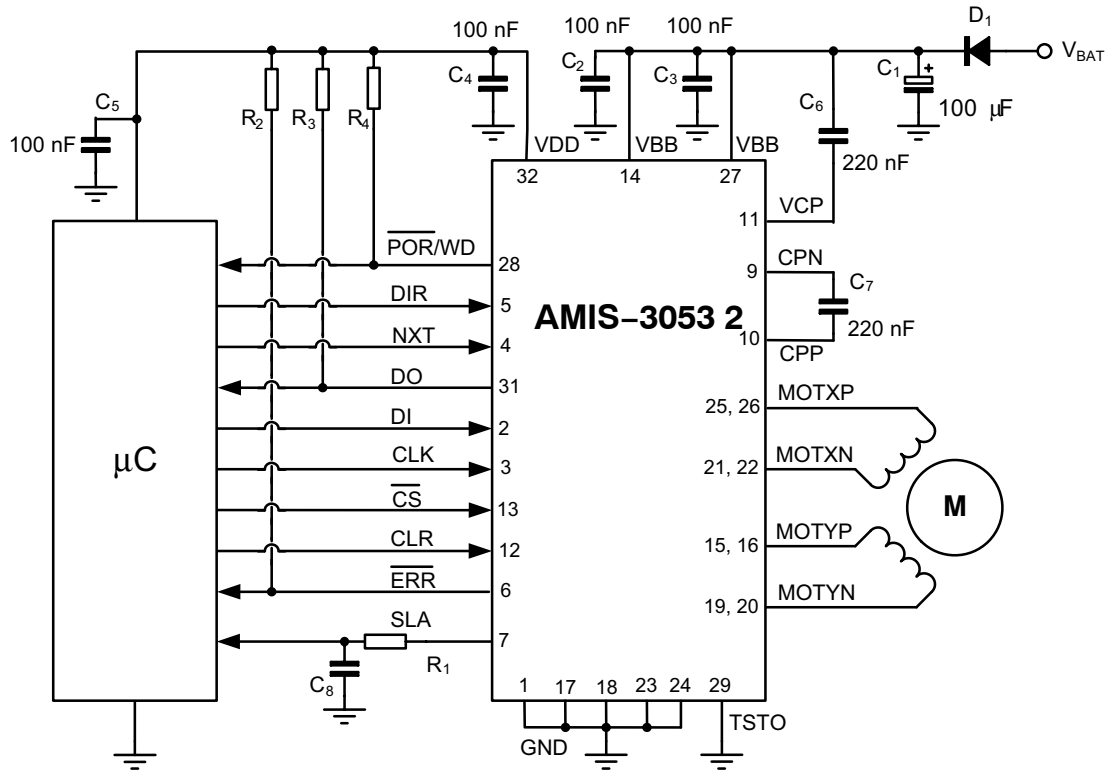 100 nF
100 nF
100 nF
D1
VBAT
C5
100 nF
R2
R3
R4
C4
C2
C3
C1
+
100 μF
C6
220 nF
VDD
VBB
VBB
32
14
27
11
VCP
POR/WD
28
9
CPN
C7
220 nF
DIR
5
AMIS–3053 2
10
CPP
NXT
4
DO
31
25, 26
MOTXP
DI
2
μC
CLK
3
21, 22
MOTXN
CS
13
M
CLR
12
15, 16
MOTYP
ERR
6
19, 20
MOTYN
SLA
7
R1
C8
1
17
18
23
24
29
GND
TSTO